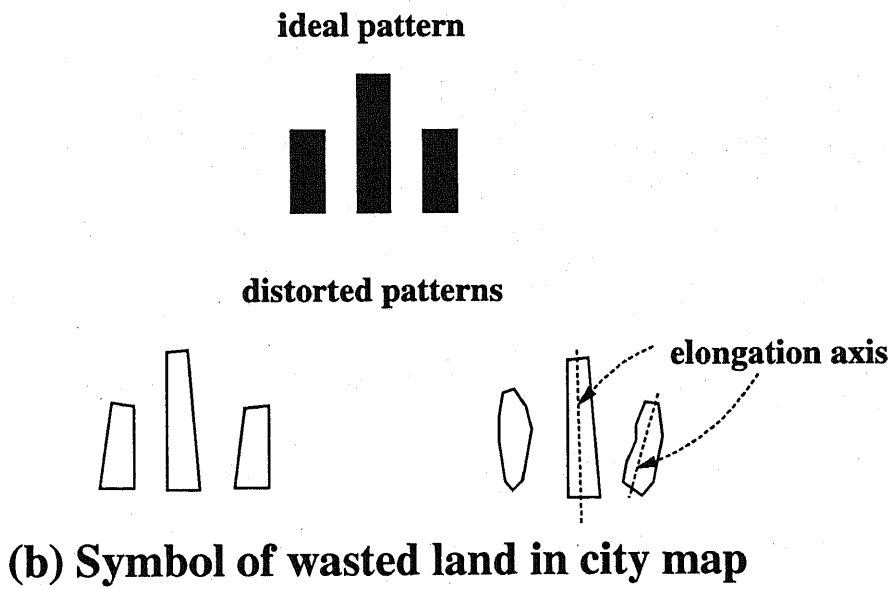 ideal pattern
distorted patterns
elongation axis
(b) Symbol of wasted land in city map